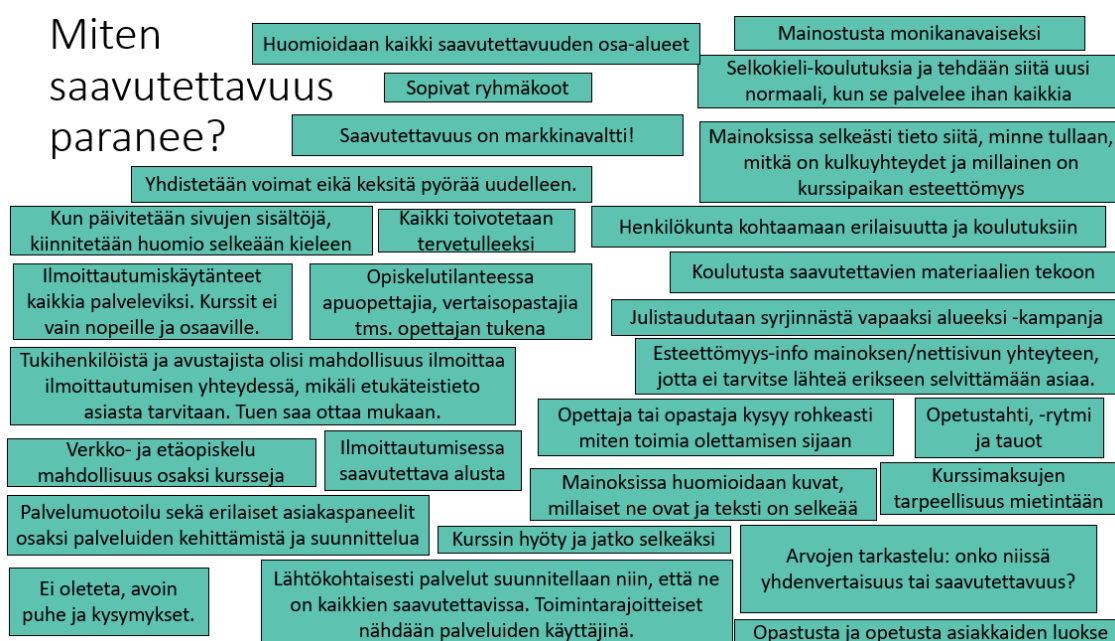 Miten
saavutettavuus
paranee?
Huomioidaan kaikki saavutettavuuden osa-alueet
Mainostusta monikanavaiseksi
Sopivat ryhmäkoot
Selkokieli-koulutuksia ja tehdään siitä uusi
normaali, kun se palvelee ihan kaikkia
Saavutettavuus on markkinavaltti!
Mainoksissa selkeästi tieto siitä, minne tullaan,
mitkä on kulkuyhteydet ja millainen on
kurssipaikan esteettömyys
Yhdistetään voimat eikä keksitä pyörää uudelleen.
Kun päivitetään sivujen sisältöjä,
kiinnitetään huomio selkeään kieleen
Kaikki toivotetaan
tervetulleeksi
Henkilökunta kohtaamaan erilaisuutta ja koulutuksiin
Ilmoittautumiskäytänteet
kaikkia palveleviksi. Kurssit ei
vain nopeille ja osaaville.
Opiskelutilanteessa
apuopettajia, vertaisopastajia
tms. opettajan tukena
Koulutusta saavutettavien materiaalien tekoon
Julistaudutaan syrjinnästä vapaaksi alueeksi -kampanja
Tukihenkilöistä ja avustajista olisi mahdollisuus ilmoittaa
ilmoittautumisen yhteydessä, mikäli etukäteistieto
asiasta tarvitaan. Tuen saa ottaa mukaan.
Esteettömyys-info mainoksen/nettisivun yhteyteen,
jotta ei tarvitse lähteä erikseen selvittämään asiaa.
Opettaja tai opastaja kysyy rohkeasti
miten toimia olettamisen sijaan
Opetustahti, -rytmi
ja tauot
Verkko- ja etäopiskelu
mahdollisuus osaksi kursseja
Ilmoittautumisessa
saavutettava alusta
Mainoksissa huomioidaan kuvat,
millaiset ne ovat ja teksti on selkeää
Kurssimaksujen
tarpeellisuus mietintään
Palvelumuotoilu sekä erilaiset asiakaspaneelit
osaksi palveluiden kehittämistä ja suunnittelua
Kurssin hyöty ja jatko selkeäksi
Arvojen tarkastelu: onko niissä
yhdenvertaisuus tai saavutettavuus?
Ei oleteta, avoin
puhe ja kysymykset.
Lähtökohtaisesti palvelut suunnitellaan niin, että ne
on kaikkien saavutettavissa. Toimintarajoitteiset
nähdään palveluiden käyttäjinä.
Opastusta ja opetusta asiakkaiden luokse